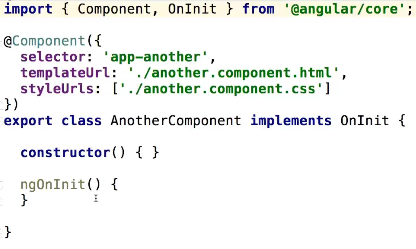 import { Component, OnInit } from '@angular/core';
@Component({
  selector: 'app-another',
  templateUrl: './another.component.html',
  styleUrls: ['./another.component.css']
})
export class AnotherComponent implements OnInit {
  constructor() { }
  ngOnInit() {
  }
}